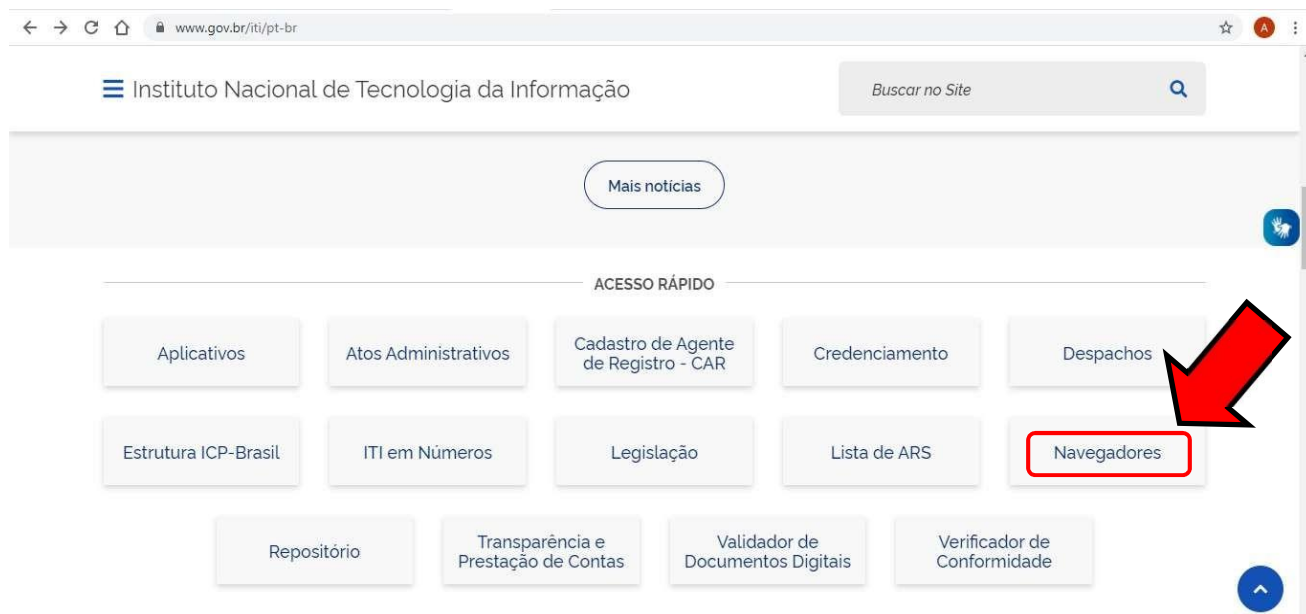 www.gov.br/iti/pt-br
A
Instituto Nacional de Tecnologia da Informação
Buscar no Site
Mais notícias
ACESSO RÁPIDO
Aplicativos
Atos Administrativos
Cadastro de Agente
de Registro - CAR
Credenciamento
Despachos
Estrutura ICP-Brasil
ITI em Números
Legislação
Lista de ARS
Navegadores
Repositório
Transparência e
Prestação de Contas
Validador de
Documentos Digitais
Verificador de
Conformidade